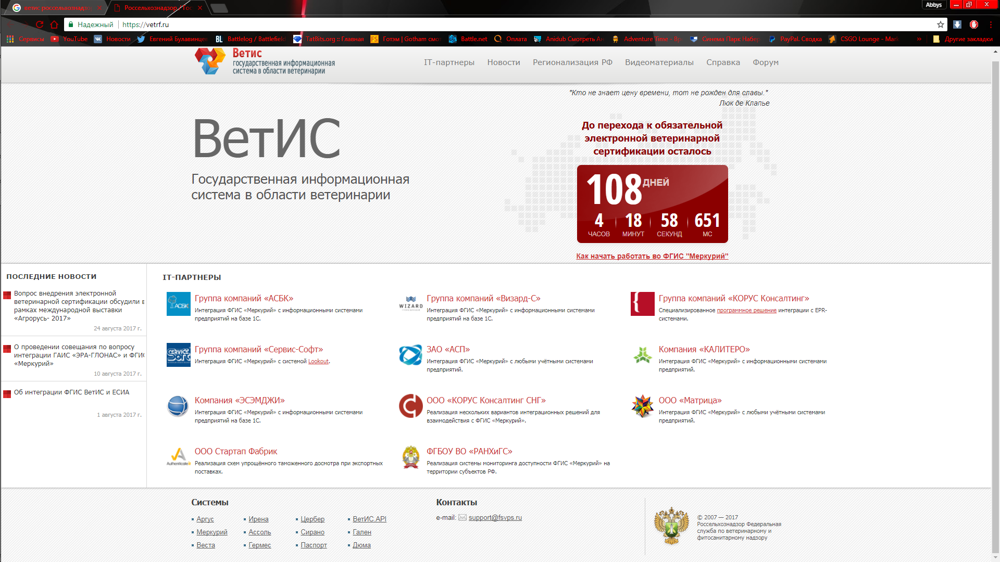 ветис россельхознадзор
Россельхознадзор / Гос
Abbys
Надежный
https://vetrf.ru
Сервисы
YouTube
Новости
Евгений Булавинцев
Battlelog / Battlefield
TatBits.org :: Главная
Готэм | Gotham смо
Battle.net
Оплата
Anidub Смотреть Ан
Adventure Time - Вр
Синема Парк Набер
PayPal. Сводка
CSGO Lounge - Mark
»
Другие закладки
Ветис
государственная информационная
система в области ветеринарии
IT-партнеры
Новости
Регионализация РФ
Видеоматериалы
Справка
Форум
"Кто не знает цену времени, тот не рожден для славы."
Люк де Клапье
ВетИС
Государственная информационная
система в области ветеринарии
До перехода к обязательной
электронной ветеринарной
сертификации осталось
108 ДНЕЙ
4 18 58 651
ЧАСОВ МИНУТ СЕКУНД МС
Как начать работать во ФГИС "Меркурий"
ПОСЛЕДНИЕ НОВОСТИ
Вопрос внедрения электронной
ветеринарной сертификации обсудили в
рамках международной выставки
«Агрорусь- 2017»
24 августа 2017 г.
О проведении совещания по вопросу
интеграции ГАИС «ЭРА-ГЛОНАС» и ФГИС
«Меркурий»
10 августа 2017 г.
Об интеграции ФГИС ВетИС и ЕСИА
1 августа 2017 г.
IT-ПАРТНЕРЫ
АСБК
Группа компаний «АСБК»
Интеграция ФГИС «Меркурий» с информационными системами
предприятий на базе 1С.
WIZARD
Группа компаний «Визард-С»
Интеграция ФГИС «Меркурий» с информационными системами
предприятий на базе 1С.
Группа компаний «КОРУС Консалтинг»
Специализированное программное решение интеграции с EPR-
системами.
SERVICE
Soft
Группа компаний «Сервис-Софт»
Интеграция ФГИС «Меркурий» с системой Lookout.
ЗАО «АСП»
Интеграция ФГИС «Меркурий» с любыми учётными системами
предприятий.
Компания «КАЛИТЕРО»
Интеграция ФГИС «Меркурий» с информационными системами
предприятий.
Компания «ЭСЭМДЖИ»
Интеграция ФГИС «Меркурий» с информационными системами
предприятий на базе 1С.
ООО «КОРУС Консалтинг СНГ»
Реализация нескольких вариантов интеграционных решений для
взаимодействия с ФГИС «Меркурий».
ООО «Матрица»
Интеграция ФГИС «Меркурий» с любыми учётными системами
предприятий.
Authenticateit
ООО Стартап Фабрик
Реализация схем упрощённого таможенного досмотра при экспортных
поставках.
ФГБОУ ВО «РАНХиГС»
Реализация системы мониторинга доступности ФГИС «Меркурий» на
территории субъектов РФ.
Системы
Аргус
Ирена
Цербер
ВетИС.API
Меркурий
Ассоль
Сирано
Гален
Веста
Гермес
Паспорт
Дюма
Контакты
e-mail: support@fsvps.ru
© 2007 — 2017
Россельхознадзор Федеральная
служба по ветеринарному и
фитосанитарному надзору